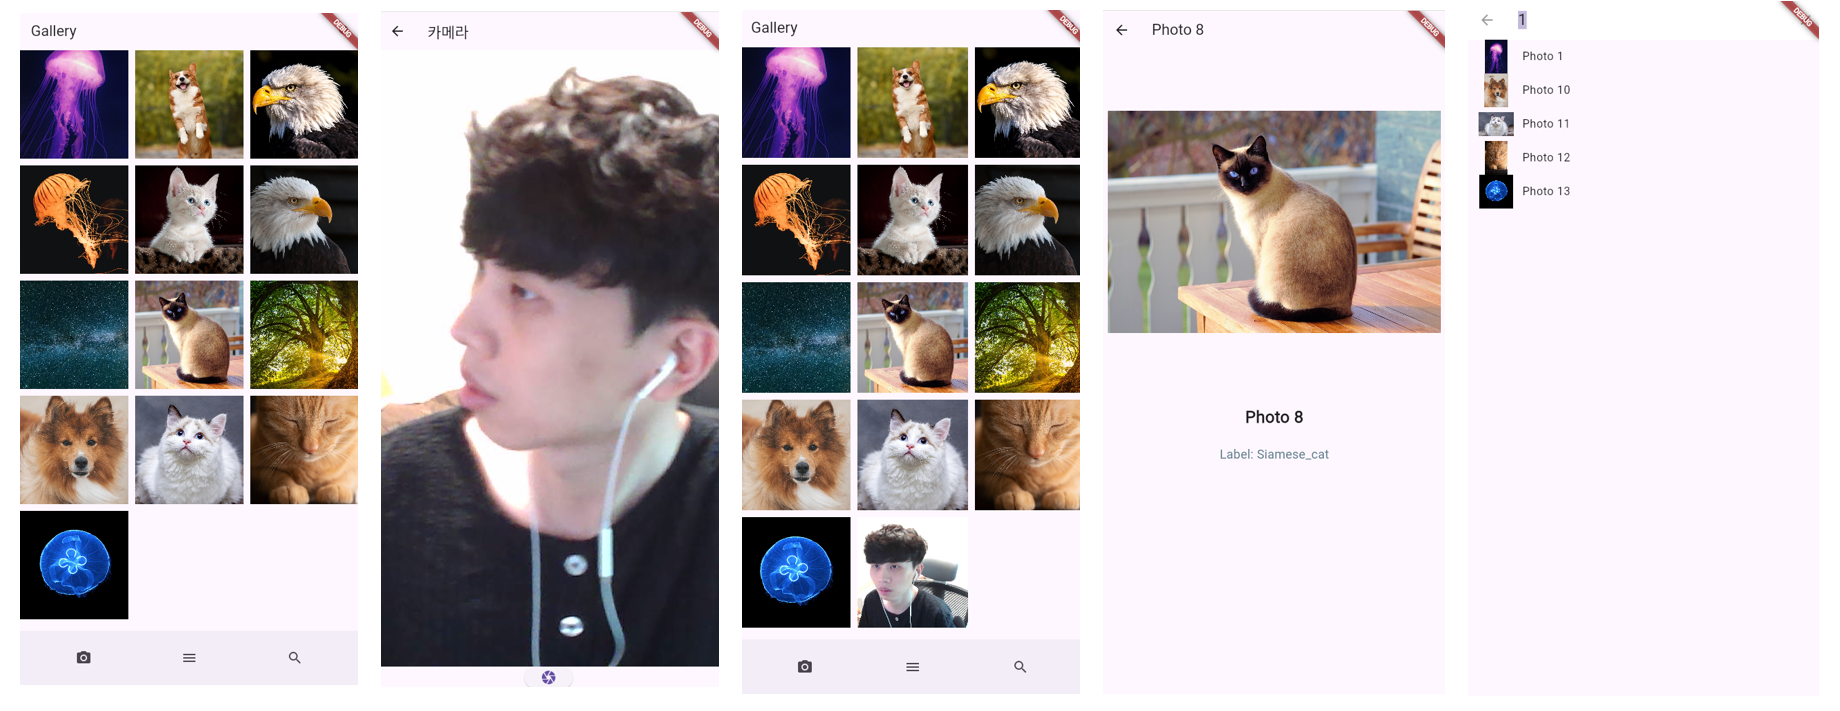 Gallery
DEBUG
카메라
DEBUG
Gallery
DEBUG
Photo 8
DEBUG
Photo 8
Label: Siamese_cat
1
DEBUG
Photo 1
Photo 10
Photo 11
Photo 12
Photo 13